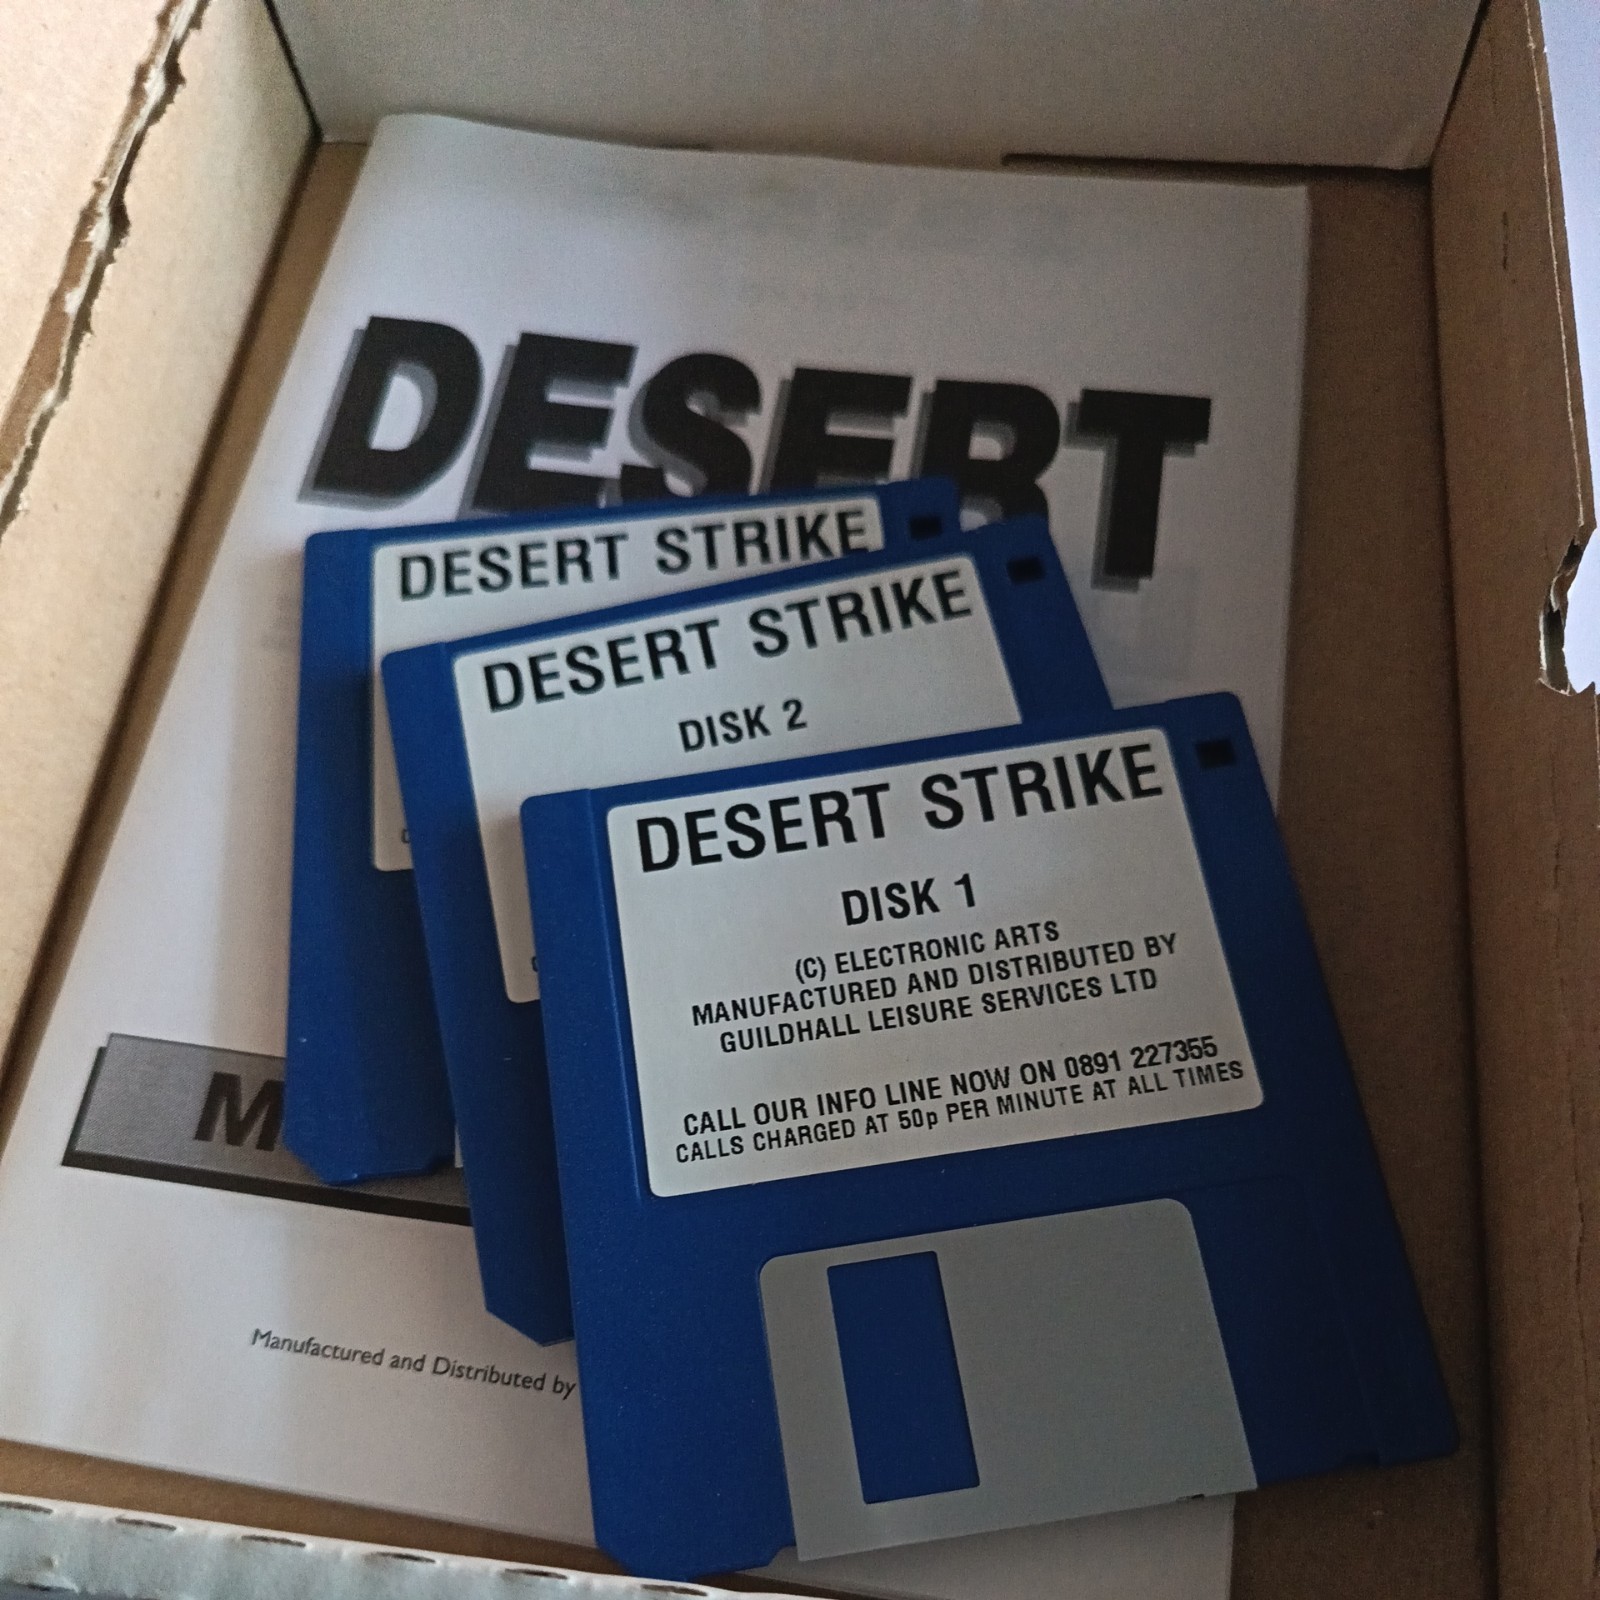 DESERT
DESERT STRIKE
DESERT STRIKE
DISK 2
DESERT STRIKE
DISK 1
(C) ELECTRONIC ARTS
MANUFACTURED AND DISTRIBUTED BY
GUILDHALL LEISURE SERVICES LTD
CALL OUR INFO LINE NOW ON 0891 227355
CALLS CHARGED AT 50p PER MINUTE AT ALL TIMES
M
Manufactured and Distributed by